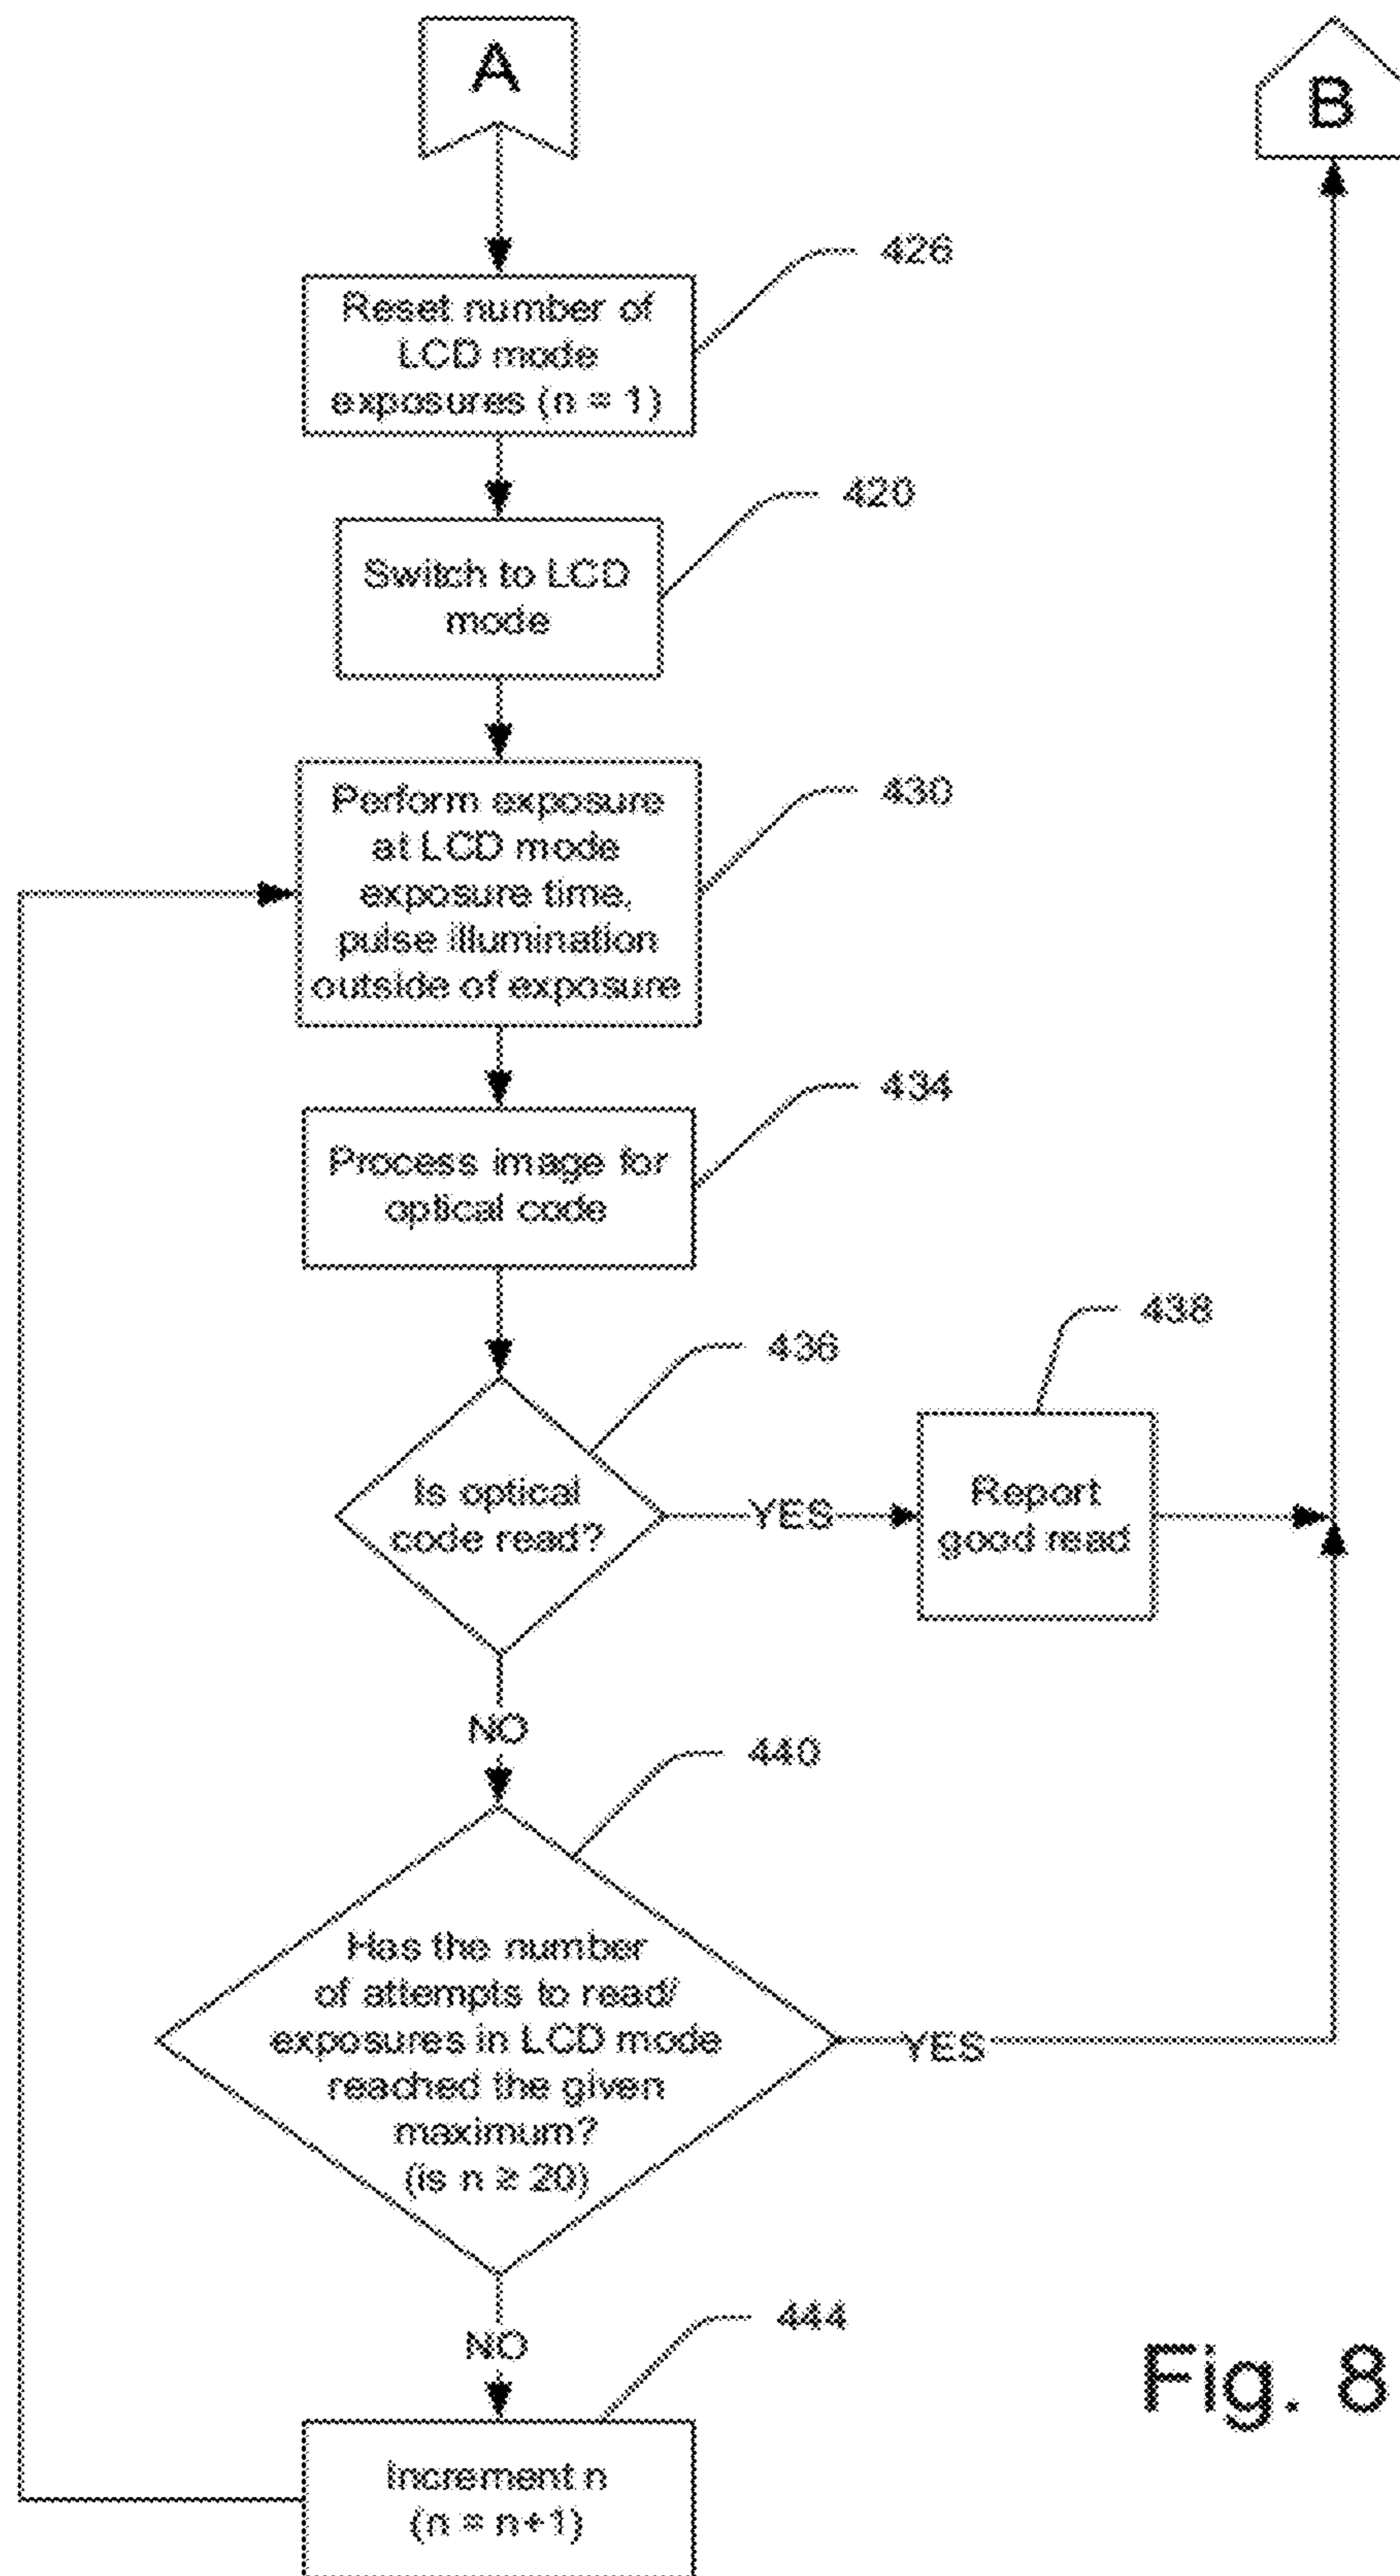 A
B
426
Reset number of
LCD mode
exposures (n = 1)
420
Switch to LCD
mode
430
Perform exposure
at LCD mode
exposure time,
pulse illumination
outside of exposure
434
Process image for
optical code
436
438
Is optical
code read?
YES
Report
good read
NO
440
Has the number
of attempts to read/
exposures in LCD mode
reached the given
maximum?
(is n ≥ 20)
YES
NO
444
Increment n
(n = n+1)
Fig. 8